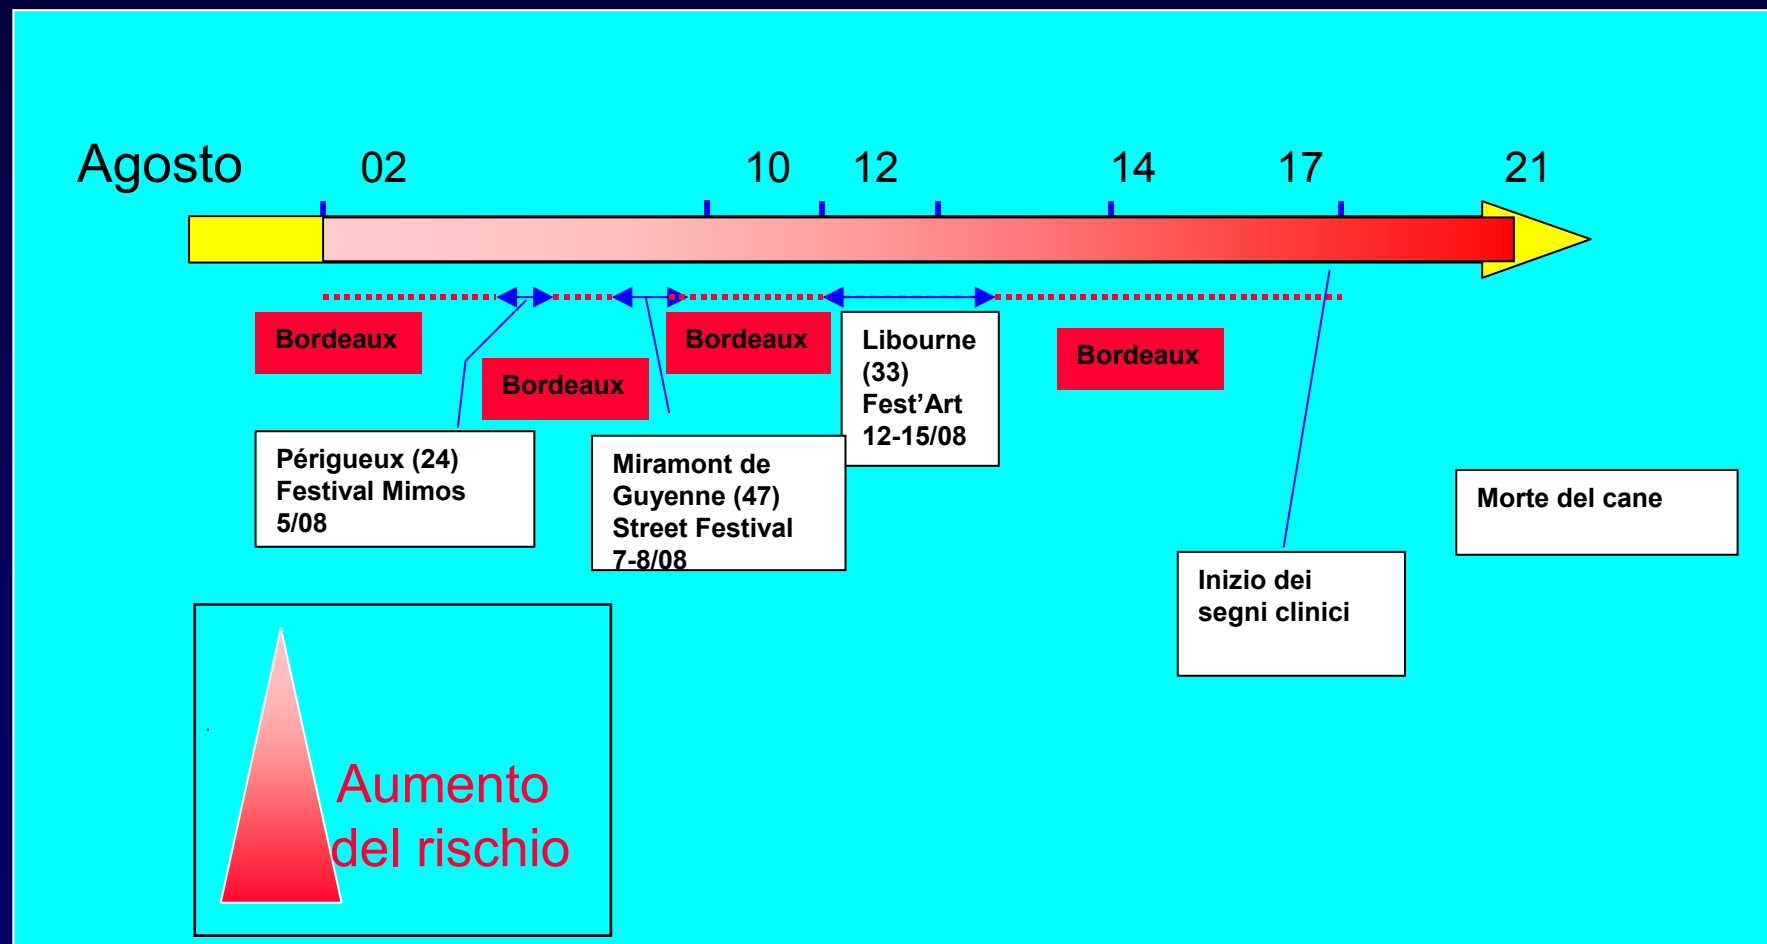 Agosto 02 10 12 14 17 21
Bordeaux
Bordeaux
Bordeaux
Libourne
(33)
Fest’Art
12-15/08
Bordeaux
Périgueux (24)
Festival Mimos
5/08
Miramont de
Guyenne (47)
Street Festival
7-8/08
Morte del cane
Inizio dei
segni clinici
Aumento
del rischio